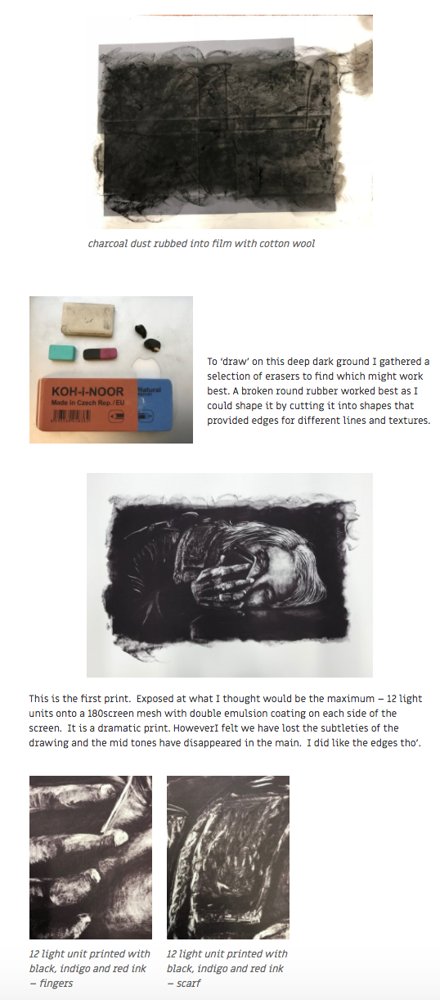 charcoal dust rubbed into film with cotton wool
KOH-I-NOOR
Made in Czech Rep./EU
Natural
To ‘draw’ on this deep dark ground I gathered a
selection of erasers to find which might work
best. A broken round rubber worked best as I
could shape it by cutting it into shapes that
provided edges for different lines and textures.
This is the first print.  Exposed at what I thought would be the maximum – 12 light
units onto a 180screen mesh with double emulsion coating on each side of the
screen.  It is a dramatic print. HoweverI felt we have lost the subtleties of the
drawing and the mid tones have disappeared in the main.  I did like the edges tho’.
12 light unit printed with
black, indigo and red ink
– fingers
12 light unit printed with
black, indigo and red ink
– scarf